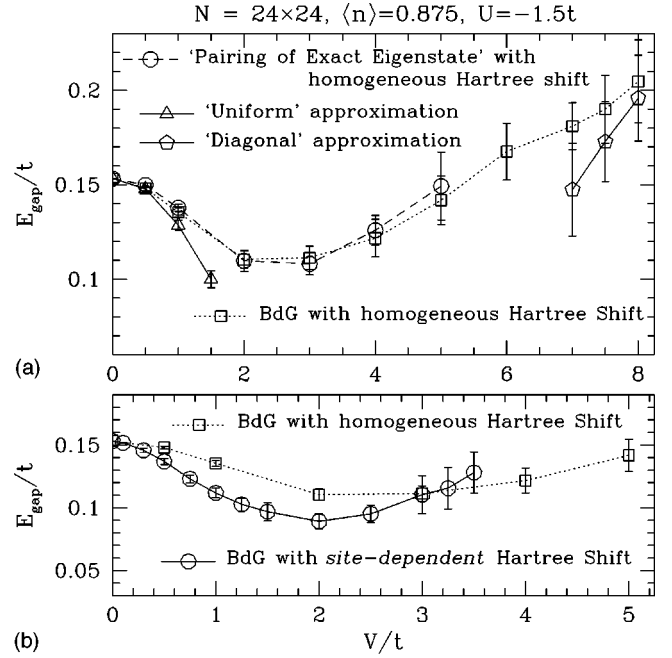 N = 24×24, ⟨n⟩=0.875, U=−1.5t
'Pairing of Exact Eigenstate' with
homogeneous Hartree shift
'Uniform' approximation
'Diagonal' approximation
0.2
0.15
0.1
E_gap/t
BdG with homogeneous Hartree Shift
(a)
0 2 4 6 8
BdG with homogeneous Hartree Shift
0.15
0.1
0.05
E_gap/t
BdG with site-dependent Hartree Shift
(b)
0 1 2 3 4 5
V/t